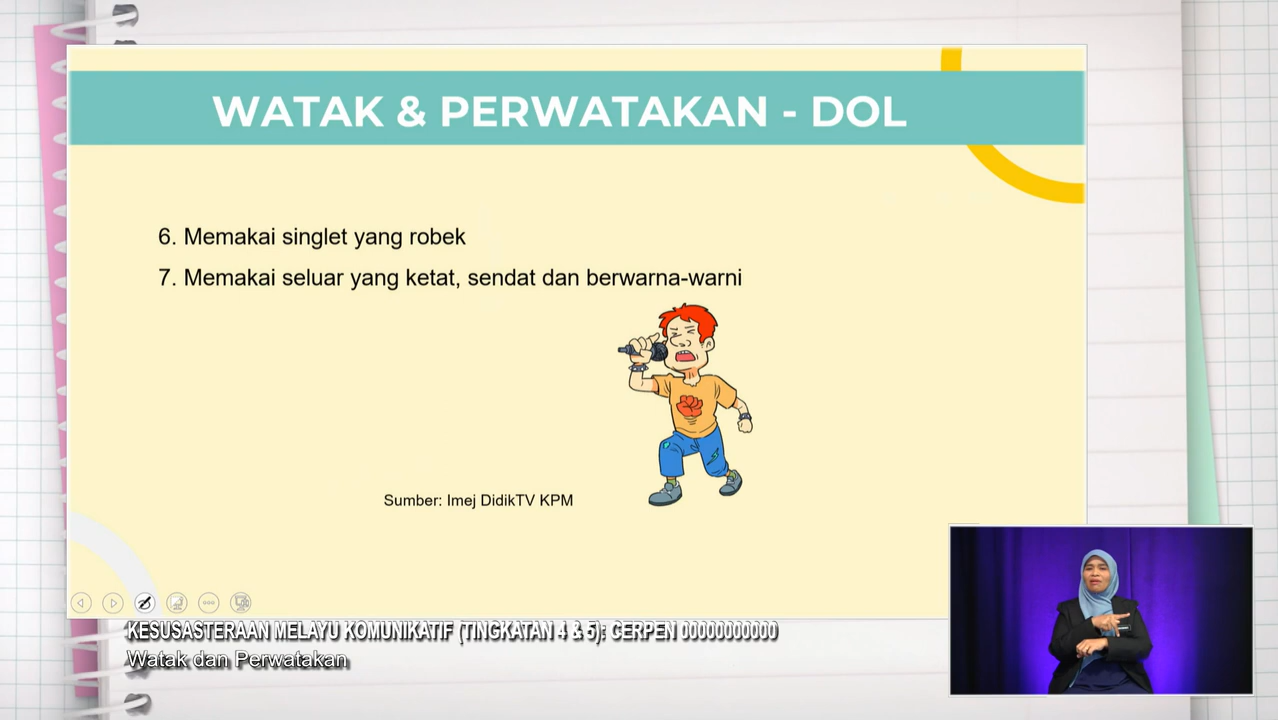 WATAK & PERWATAKAN - DOL
6. Memakai singlet yang robek
7. Memakai seluar yang ketat, sendat dan berwarna-warni
Sumber: Imej DidikTV KPM
KESUSASTERAAN MELAYU KOMUNIKATIF (TINGKATAN 4 & 5): CERPEN 00000000000
Watak dan Perwatakan